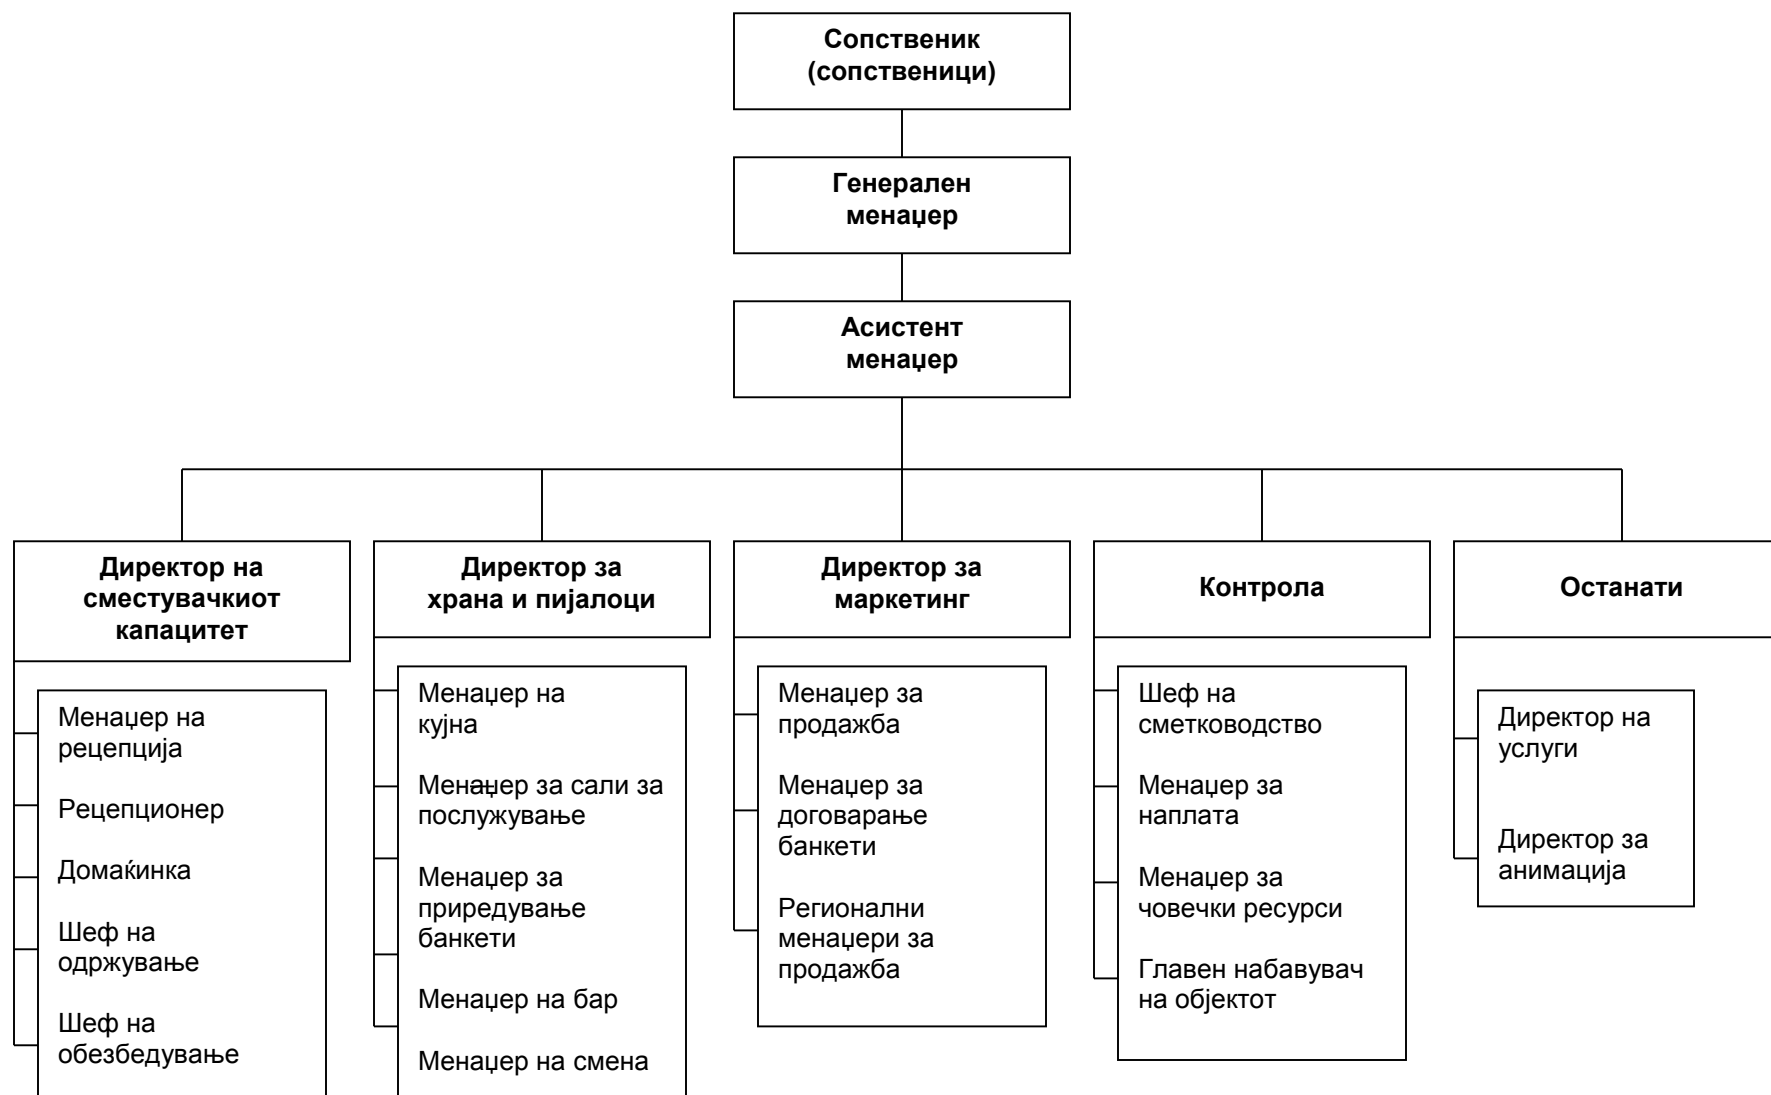 Сопственик
(сопственици)
Генерален
менаџер
Асистент
менаџер
Директор на
сместувачкиот
капацитет
Директор за
храна и пијалоци
Директор за
маркетинг
Контрола
Останати
Менаџер на
рецепција
Рецепционер
Домаќинка
Шеф на
одржување
Шеф на
обезбедување
Менаџер на
кујна
Менаџер за сали за
послужување
Менаџер за
приредување
банкети
Менаџер на бар
Менаџер на смена
Менаџер за
продажба
Менаџер за
договарање
банкети
Регионални
менаџери за
продажба
Шеф на
сметководство
Менаџер за
наплата
Менаџер за
човечки ресурси
Главен набавувач
на објектот
Директор на
услуги
Директор за
анимација